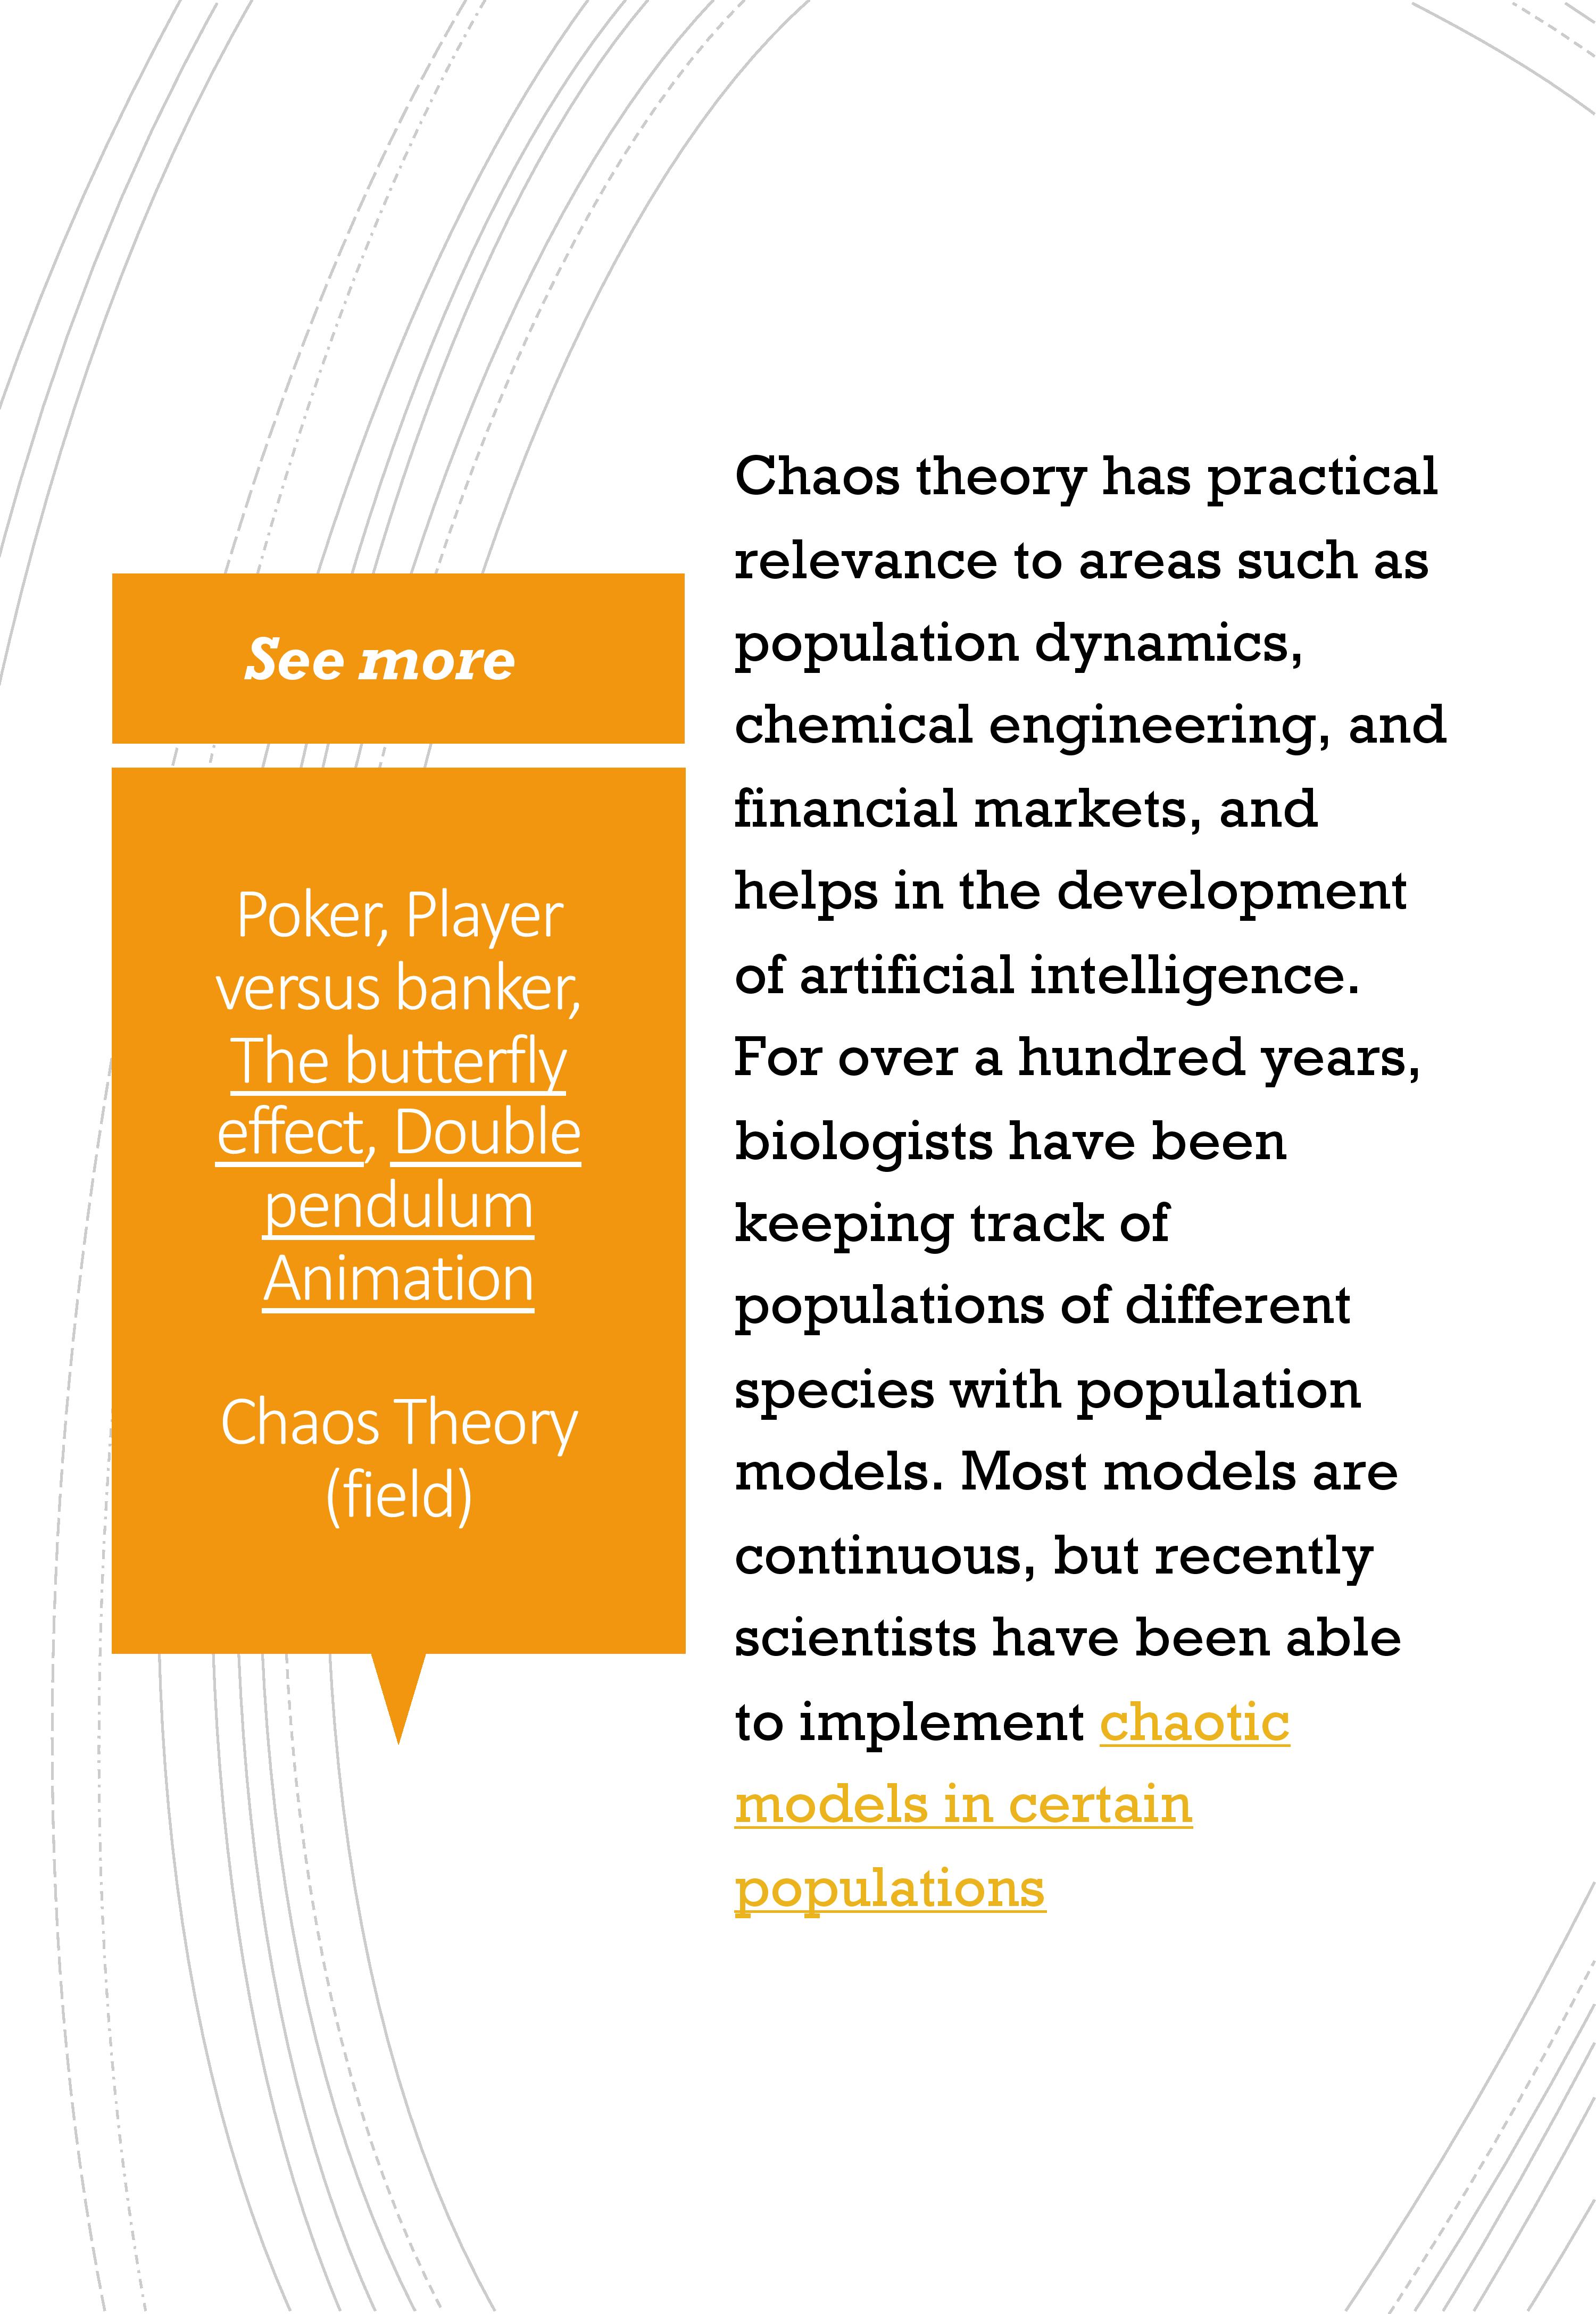 See more
Poker, Player
versus banker,
The butterfly
effect, Double
pendulum
Animation
Chaos Theory
(field)
Chaos theory has practical
relevance to areas such as
population dynamics,
chemical engineering, and
financial markets, and
helps in the development
of artificial intelligence.
For over a hundred years,
biologists have been
keeping track of
populations of different
species with population
models. Most models are
continuous, but recently
scientists have been able
to implement chaotic
models in certain
populations